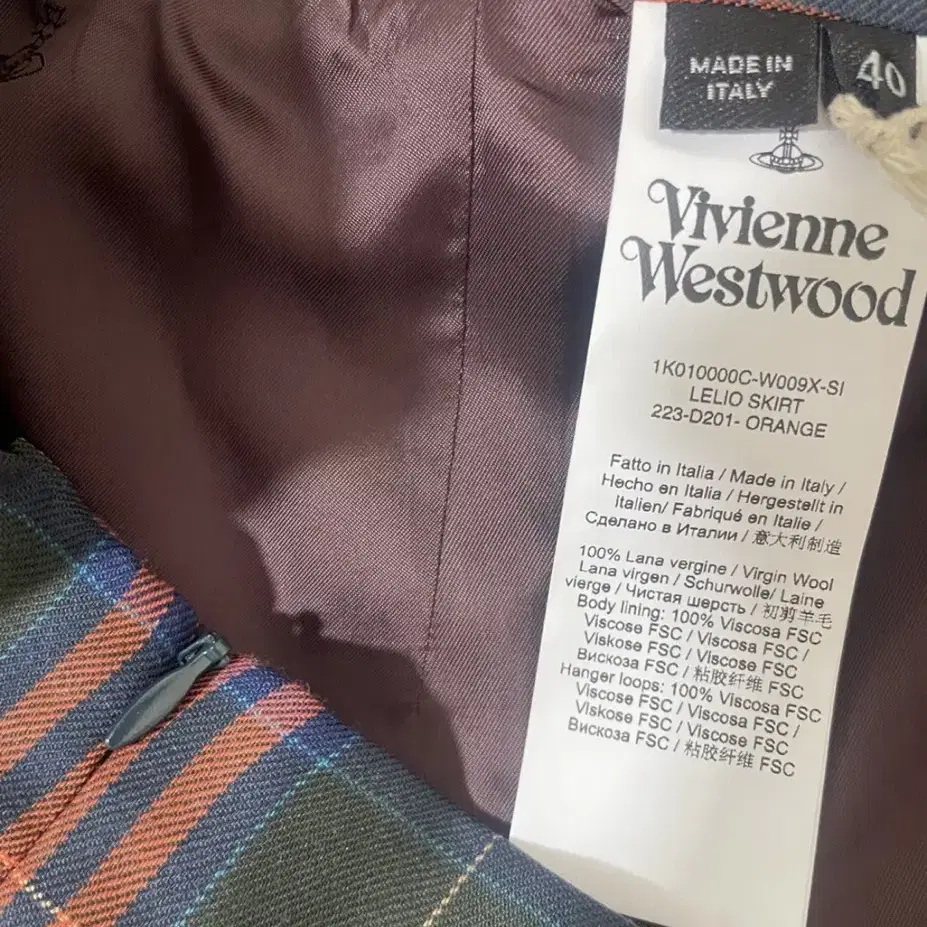 MADE IN
ITALY
40
Vivienne
Westwood
1K010000C-W009X-SI
LELIO SKIRT
223-D201- ORANGE
Fatto in Italia / Made in Italy /
Hecho en Italia / Hergestellt in
Italien/ Fabriqué en Italie /
Сделано в Италии / 意大利制造
100% Lana vergine / Virgin Wool
Lana virgen / Schurwolle/ Laine
vierge / Чистая шерсть / 初剪羊毛
Body lining: 100% Viscosa FSC
Viscose FSC / Viscosa FSC /
Viskose FSC / Viscose FSC
Вискоза FSC / 粘胶纤维 FSC
Hanger loops: 100% Viscosa FSC
Viscose FSC / Viscosa FSC /
Viskose FSC / Viscose FSC
Вискоза FSC / 粘胶纤维 FSC